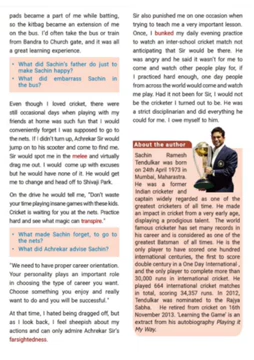 pads became a part of me while batting,
so the kitbag became an extension of me
on the bus. I'd often take the bus or train
from Bandra to Church gate, and it was all
a great learning experience.
• What did Sachin's father do just to
make Sachin happy?
• What did embarrass Sachin in
the bus?
Even though I loved cricket, there were
still occasional days when playing with my
friends at home was such fun that I would
conveniently forget I was supposed to go to
the nets. If I didn't turn up, Achrekar Sir would
jump on to his scooter and come to find me.
Sir would spot me in the melee and virtually
drag me out. I would come up with excuses
but he would have none of it. He would get
me to change and head off to Shivaji Park.
On the drive he would tell me, "Don't waste
your time playing insane games with these kids.
Cricket is waiting for you at the nets. Practice
hard and see what magic can transpire."
• What made Sachin forget, to go to
the nets?
• What did Achrekar advise Sachin?
"We need to have proper career orientation.
Your personality plays an important role
in choosing the type of career you want.
Choose something you enjoy and really
want to do and you will be successful."
At that time, I hated being dragged off, but
as I look back, I feel sheepish about my
actions and can only admire Achrekar Sir's
farsightedness.
Sir also punished me on one occasion when
trying to teach me a very important lesson.
Once, I bunked my daily evening practice
to watch an inter-school cricket match not
anticipating that Sir would be there. He
was angry and he said it wasn't for me to
come and watch other people play for, if
I practiced hard enough, one day people
from across the world would come and watch
me play. Had it not been for Sir, I would not
be the cricketer I turned out to be. He was
a strict disciplinarian and did everything he
could for me. I owe myself to him.
About the author
Sachin Ramesh
Tendulkar was born
on 24th April 1973 in
Mumbai, Maharastra.
He was a former
Indian cricketer and
captain widely regarded as one of the
greatest cricketers of all time. He made
an impact in cricket from a very early age,
displaying a prodigious talent. The world
famous cricketer has set many records in
his career and is considered as one of the
greatest Batsman of all times. He is the
only player to have scored one hundred
international centuries, the first to score
double century in a One Day International ,
and the only player to complete more than
30,000 runs in international cricket. He
played 664 international cricket matches
in total, scoring 34,357 runs. In 2012,
Tendulkar was nominated to the Rajya
Sabha. He retired from cricket on 16th
November 2013. 'Learning the Game' is an
extract from his autobiography Playing it
My Way.